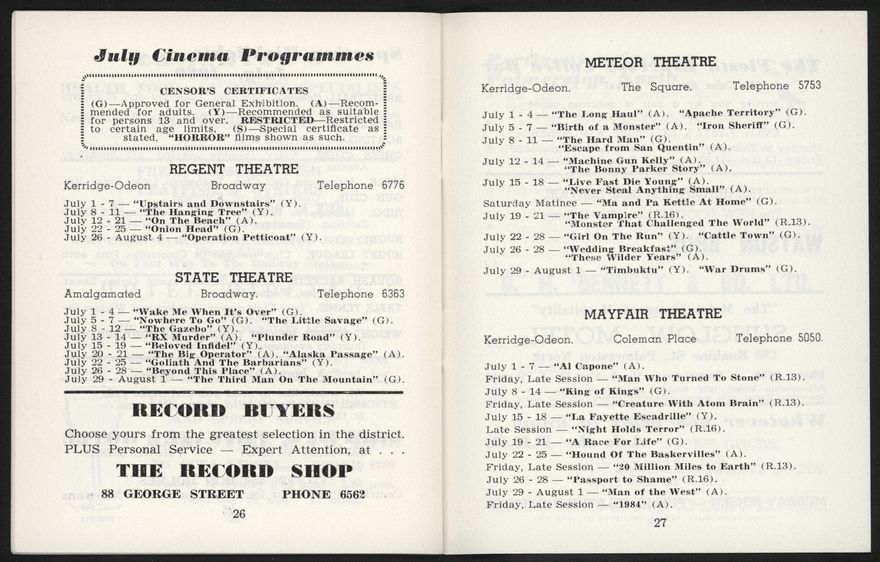 July Cinema Programmes
CENSOR'S CERTIFICATES
(G)—Approved for General Exhibition. (A)—Recom-
mended for adults. (Y)—Recommended as suitable
for persons 13 and over. RESTRICTED—Restricted
to certain age limits. (S)—Special certificate as
stated. "HORROR" films shown as such.
REGENT THEATRE
Kerridge-Odeon Broadway Telephone 6776
July 1 - 7 — "Upstairs and Downstairs" (Y).
July 8 - 11 — "The Hanging Tree" (Y).
July 12 - 21 — "On The Beach" (A).
July 22 - 25 — "Onion Head" (G).
July 26 - August 4 — "Operation Petticoat" (Y).
STATE THEATRE
Amalgamated Broadway. Telephone 6363
July 1 - 4 — "Wake Me When It's Over" (G).
July 5 - 7 — "Nowhere To Go" (G). "The Little Savage" (G).
July 8 - 12 — "The Gazebo" (Y).
July 13 - 14 — "RX Murder" (A). "Plunder Road" (Y).
July 15 - 19 — "Beloved Infidel" (Y).
July 20 - 21 — "The Big Operator" (A). "Alaska Passage" (A).
July 22 - 25 — "Goliath And The Barbarians" (Y).
July 26 - 28 — "Beyond This Place" (A).
July 29 - August 1 — "The Third Man On The Mountain" (G).
RECORD BUYERS
Choose yours from the greatest selection in the district.
PLUS Personal Service — Expert Attention, at . . .
THE RECORD SHOP
88 GEORGE STREET PHONE 6562
26
METEOR THEATRE
Kerridge-Odeon. The Square. Telephone 5753
July 1 - 4 — "The Long Haul" (A). "Apache Territory" (G).
July 5 - 7 — "Birth of a Monster" (A). "Iron Sheriff" (G).
July 8 - 11 — "The Hard Man" (G).
"Escape from San Quentin" (A).
July 12 - 14 — "Machine Gun Kelly" (A).
"The Bonny Parker Story" (A).
July 15 - 18 — "Live Fast Die Young" (A).
"Never Steal Anything Small" (A).
Saturday Matinee — "Ma and Pa Kettle At Home" (G).
July 19 - 21 — "The Vampire" (R.16).
"Monster That Challenged The World" (R.13).
July 22 - 28 — "Girl On The Run" (Y). "Cattle Town" (G).
July 26 - 28 — "Wedding Breakfast" (G).
"These Wilder Years" (A).
July 29 - August 1 — "Timbuktu" (Y). "War Drums" (G).
MAYFAIR THEATRE
Kerridge-Odeon. Coleman Place Telephone 5050.
July 1 - 7 — "Al Capone" (A).
Friday, Late Session — "Man Who Turned To Stone" (R.13).
July 8 - 14 — "King of Kings" (G).
Friday, Late Session — "Creature With Atom Brain" (R.13).
July 15 - 18 — "La Fayette Escadrille" (Y).
Late Session — "Night Holds Terror" (R.16).
July 19 - 21 — "A Race For Life" (G).
July 22 - 25 — "Hound Of The Baskervilles" (A).
Friday, Late Session — "20 Million Miles to Earth" (R.13).
July 26 - 28 — "Passport to Shame" (R.16).
July 29 - August 1 — "Man of the West" (A).
Friday, Late Session — "1984" (A).
27